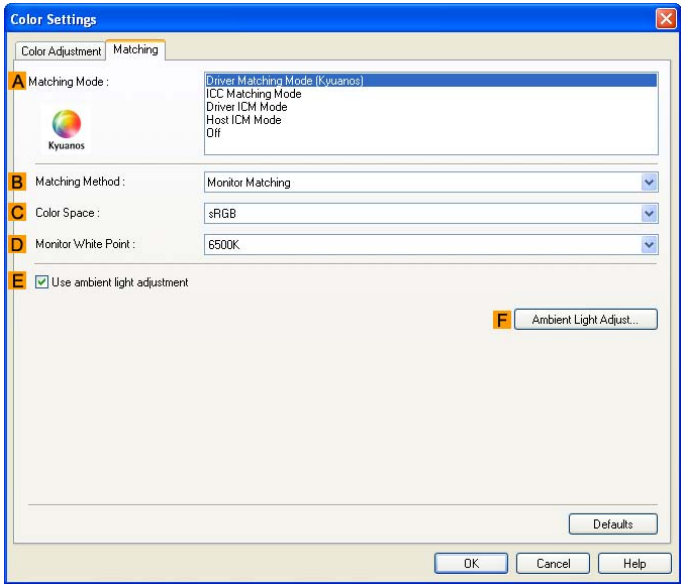 Color Settings
Color Adjustment Matching
A Matching Mode :
Driver Matching Mode (Kyuanos)
ICC Matching Mode
Driver ICM Mode
Host ICM Mode
Off
Kyuanos
B Matching Method : Monitor Matching
C Color Space : sRGB
D Monitor White Point : 6500K
E Use ambient light adjustment
F Ambient Light Adjust...
Defaults
OK Cancel Help